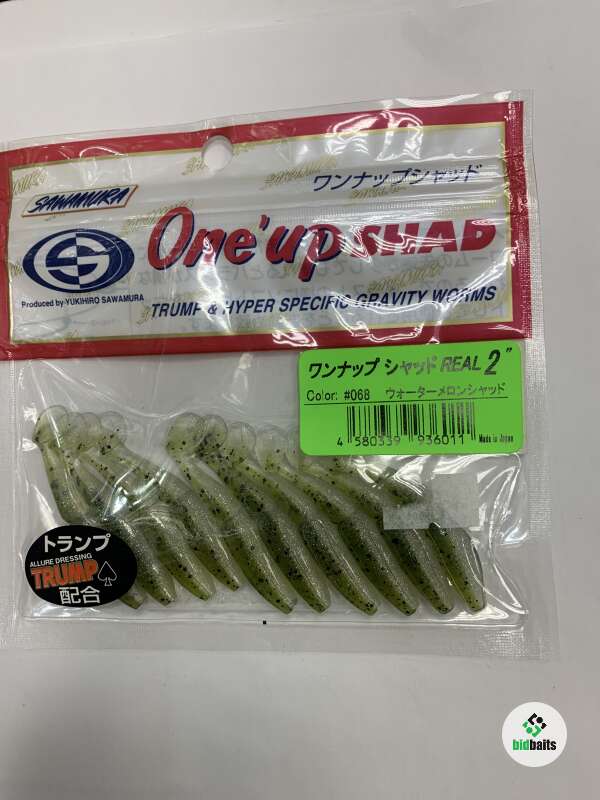 SAWAMURA
ワンナップシャッド
One'up SHAD
Produced by YUKIHIRO SAWAMURA
TRUMP & HYPER SPECIFIC GRAVITY WORMS
ワンナップ シャッド REAL 2"
Color: #068 ウォーターメロンシャッド
4 580339 936011
Made in Japan
トランプ
ALLURE DRESSING
TRUMP
配合
bidbaits